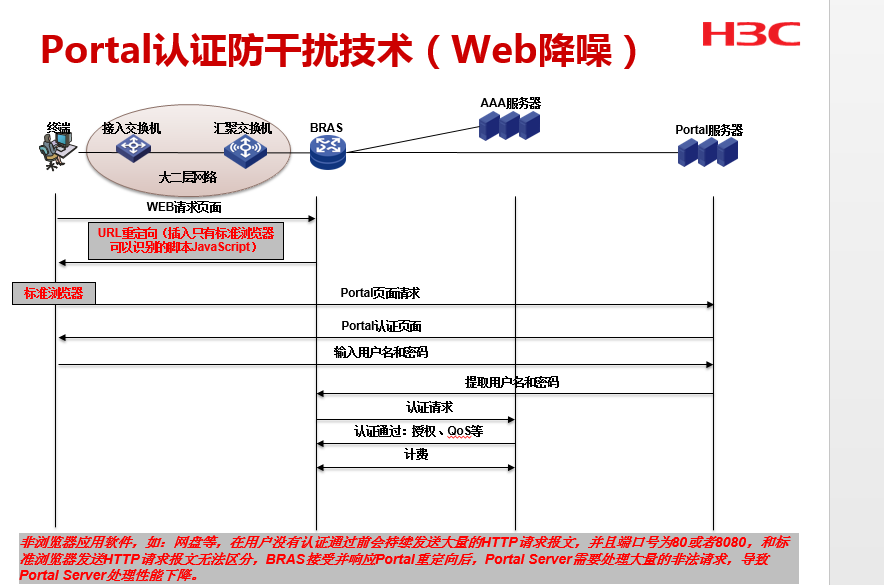 Portal认证防干扰技术（Web降噪）
H3C
AAA服务器
终端
接入交换机
汇聚交换机
BRAS
Portal服务器
大二层网络
WEB请求页面
URL重定向（插入只有标准浏览器
可以识别的脚本JavaScript）
标准浏览器
Portal页面请求
Portal认证页面
输入用户名和密码
提取用户名和密码
认证请求
认证通过：授权、QoS等
计费
非浏览器应用软件，如：网盘等，在用户没有认证通过前会持续发送大量的HTTP请求报文，并且端口号为80或者8080，和标
准浏览器发送HTTP请求报文无法区分，BRAS接受并响应Portal重定向后，Portal Server需要处理大量的非法请求，导致
Portal Server处理性能下降。